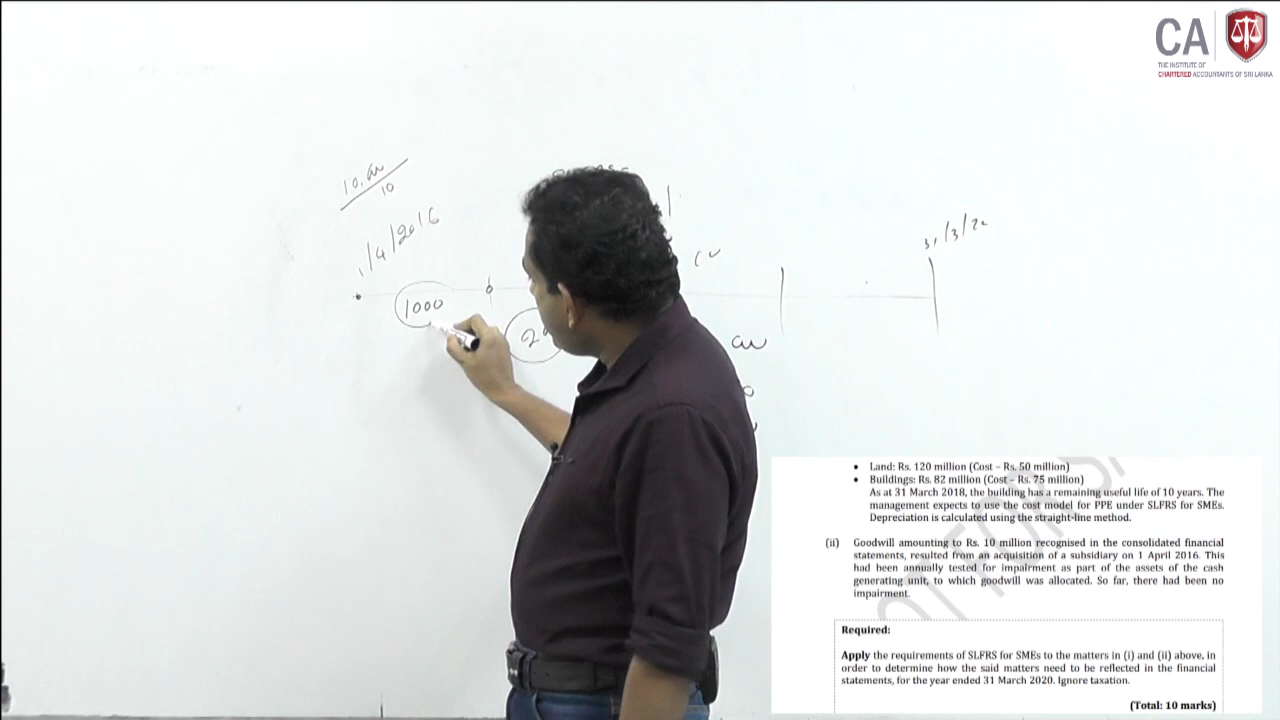 CA
THE INSTITUTE OF
CHARTERED ACCOUNTANTS OF SRI LANKA
10
1/4/2016
31/3/20
1000
• Land: Rs. 120 million (Cost – Rs. 50 million)
• Buildings: Rs. 82 million (Cost – Rs. 75 million)
As at 31 March 2018, the building has a remaining useful life of 10 years. The
management expects to use the cost model for PPE under SLFRS for SMEs.
Depreciation is calculated using the straight-line method.
(ii) Goodwill amounting to Rs. 10 million recognised in the consolidated financial
statements, resulted from an acquisition of a subsidiary on 1 April 2016. This
had been annually tested for impairment as part of the assets of the cash
generating unit, to which goodwill was allocated. So far, there had been no
impairment.
Required:
Apply the requirements of SLFRS for SMEs to the matters in (i) and (ii) above, in
order to determine how the said matters need to be reflected in the financial
statements, for the year ended 31 March 2020. Ignore taxation.
(Total: 10 marks)